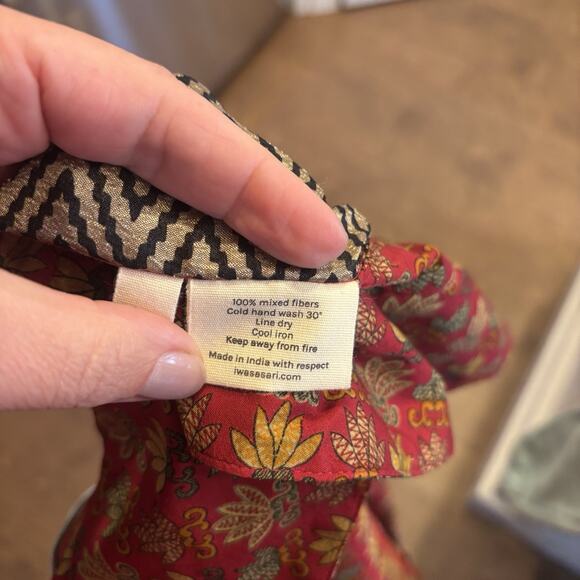 100% mixed fibers
Cold hand wash 30°
Line dry
Cool iron
Keep away from fire
Made in India with respect
iwasasari.com